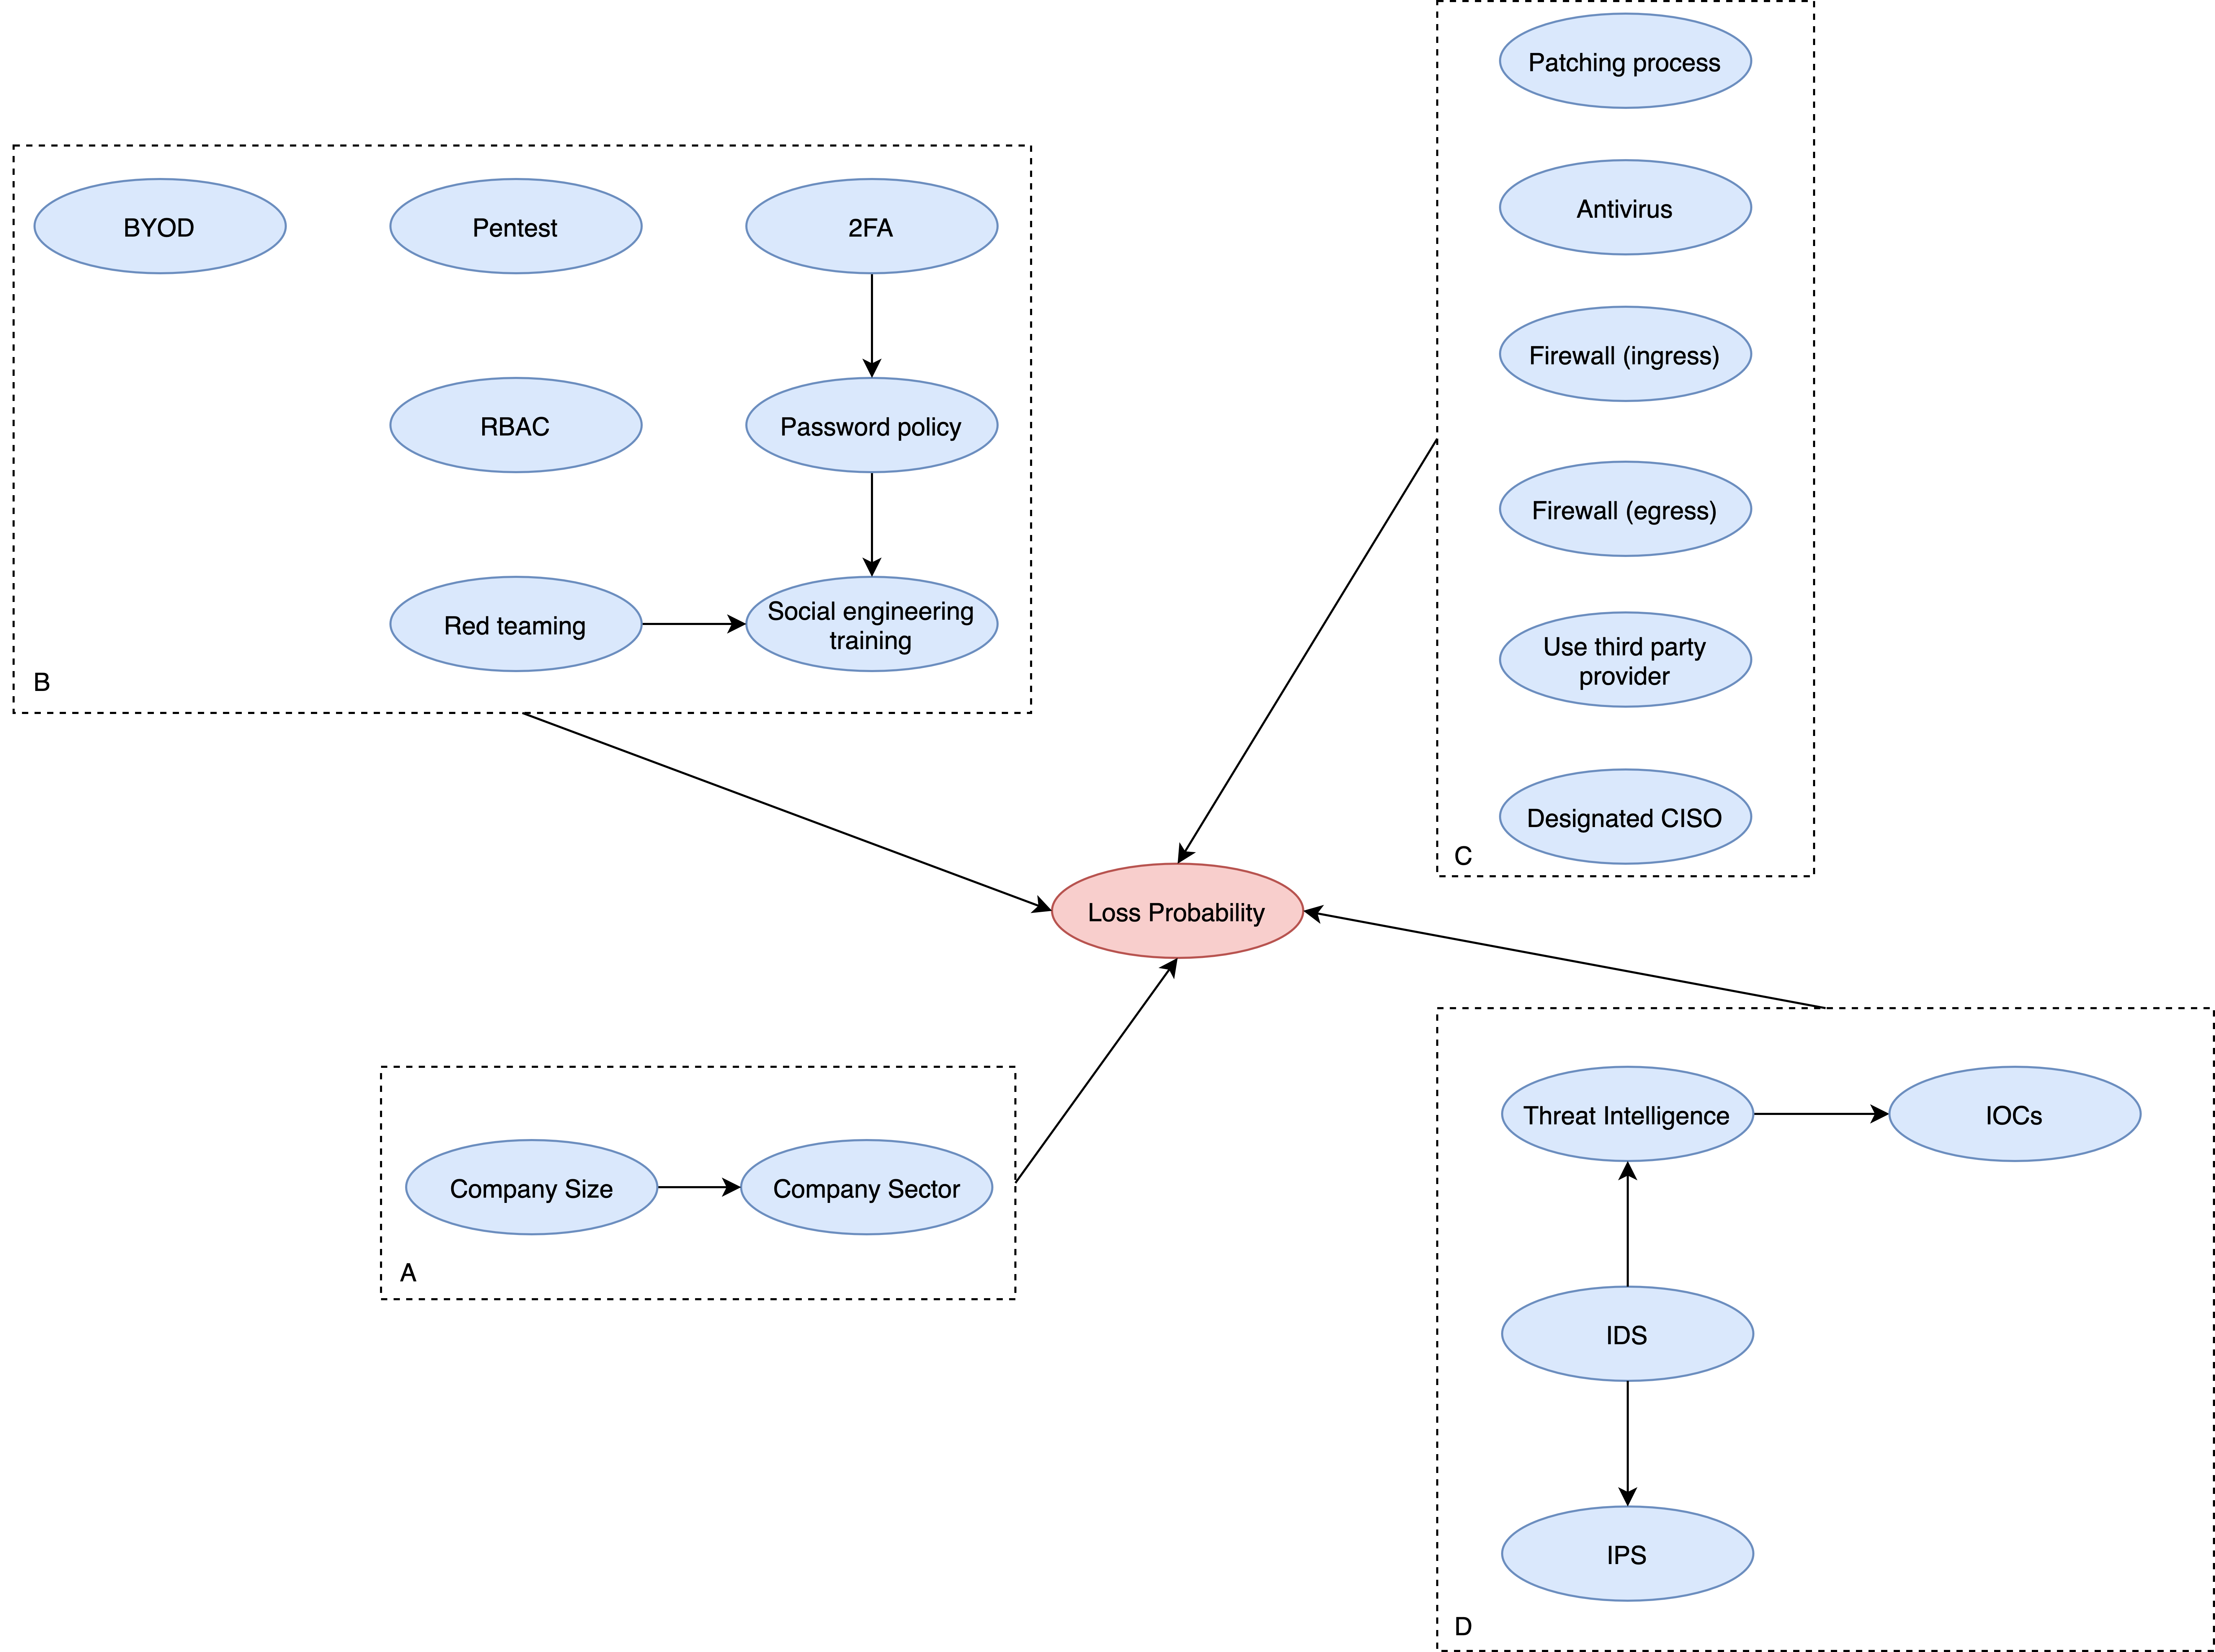 Patching process
Antivirus
Firewall (ingress)
Firewall (egress)
Use third party
provider
Designated CISO
C
BYOD
Pentest
2FA
RBAC
Password policy
Red teaming
Social engineering
training
B
Loss Probability
Company Size
Company Sector
A
Threat Intelligence
IOCs
IDS
IPS
D